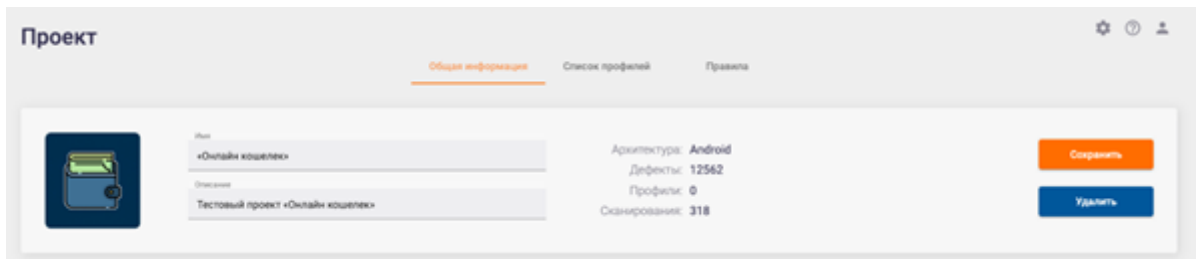 Проект
Общая информация Список профилей Правила
Имя
«Онлайн кошелек»
Описание
Тестовый проект «Онлайн кошелек»
Архитектура: Android
Дефекты: 12562
Профили: 0
Сканирования: 318
Сохранить
Удалить